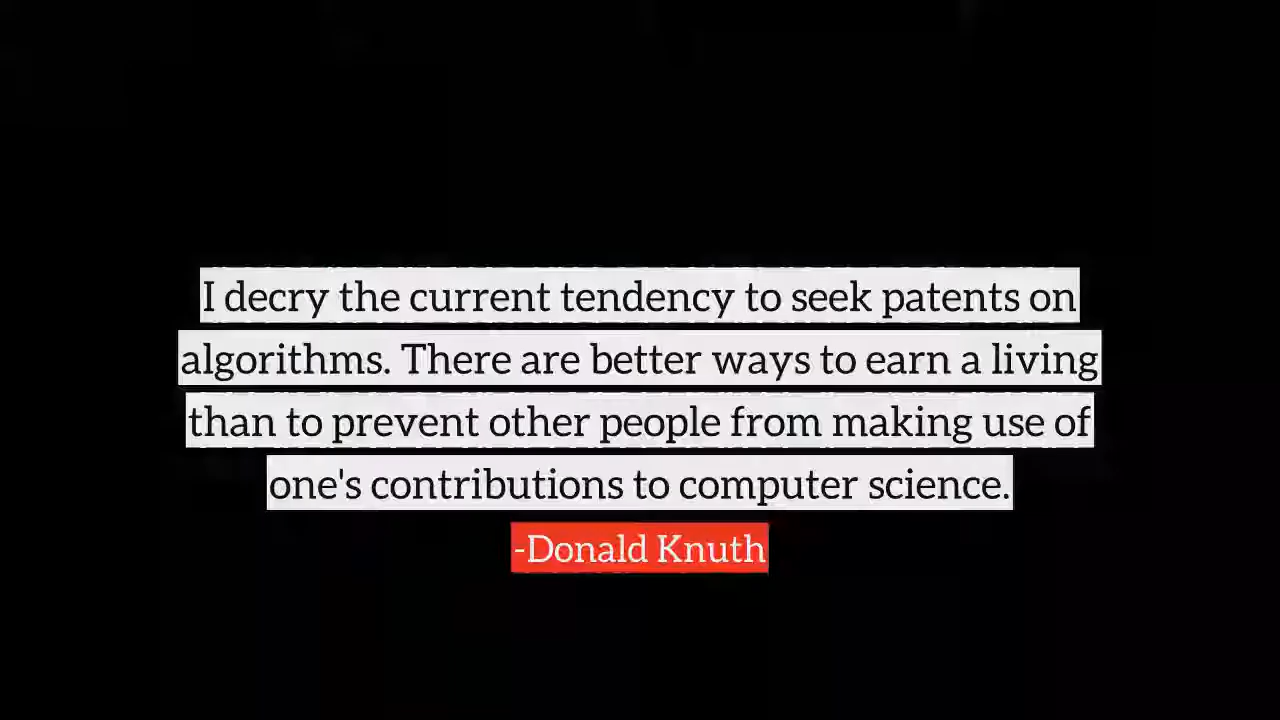 I decry the current tendency to seek patents on
algorithms. There are better ways to earn a living
than to prevent other people from making use of
one's contributions to computer science.
-Donald Knuth